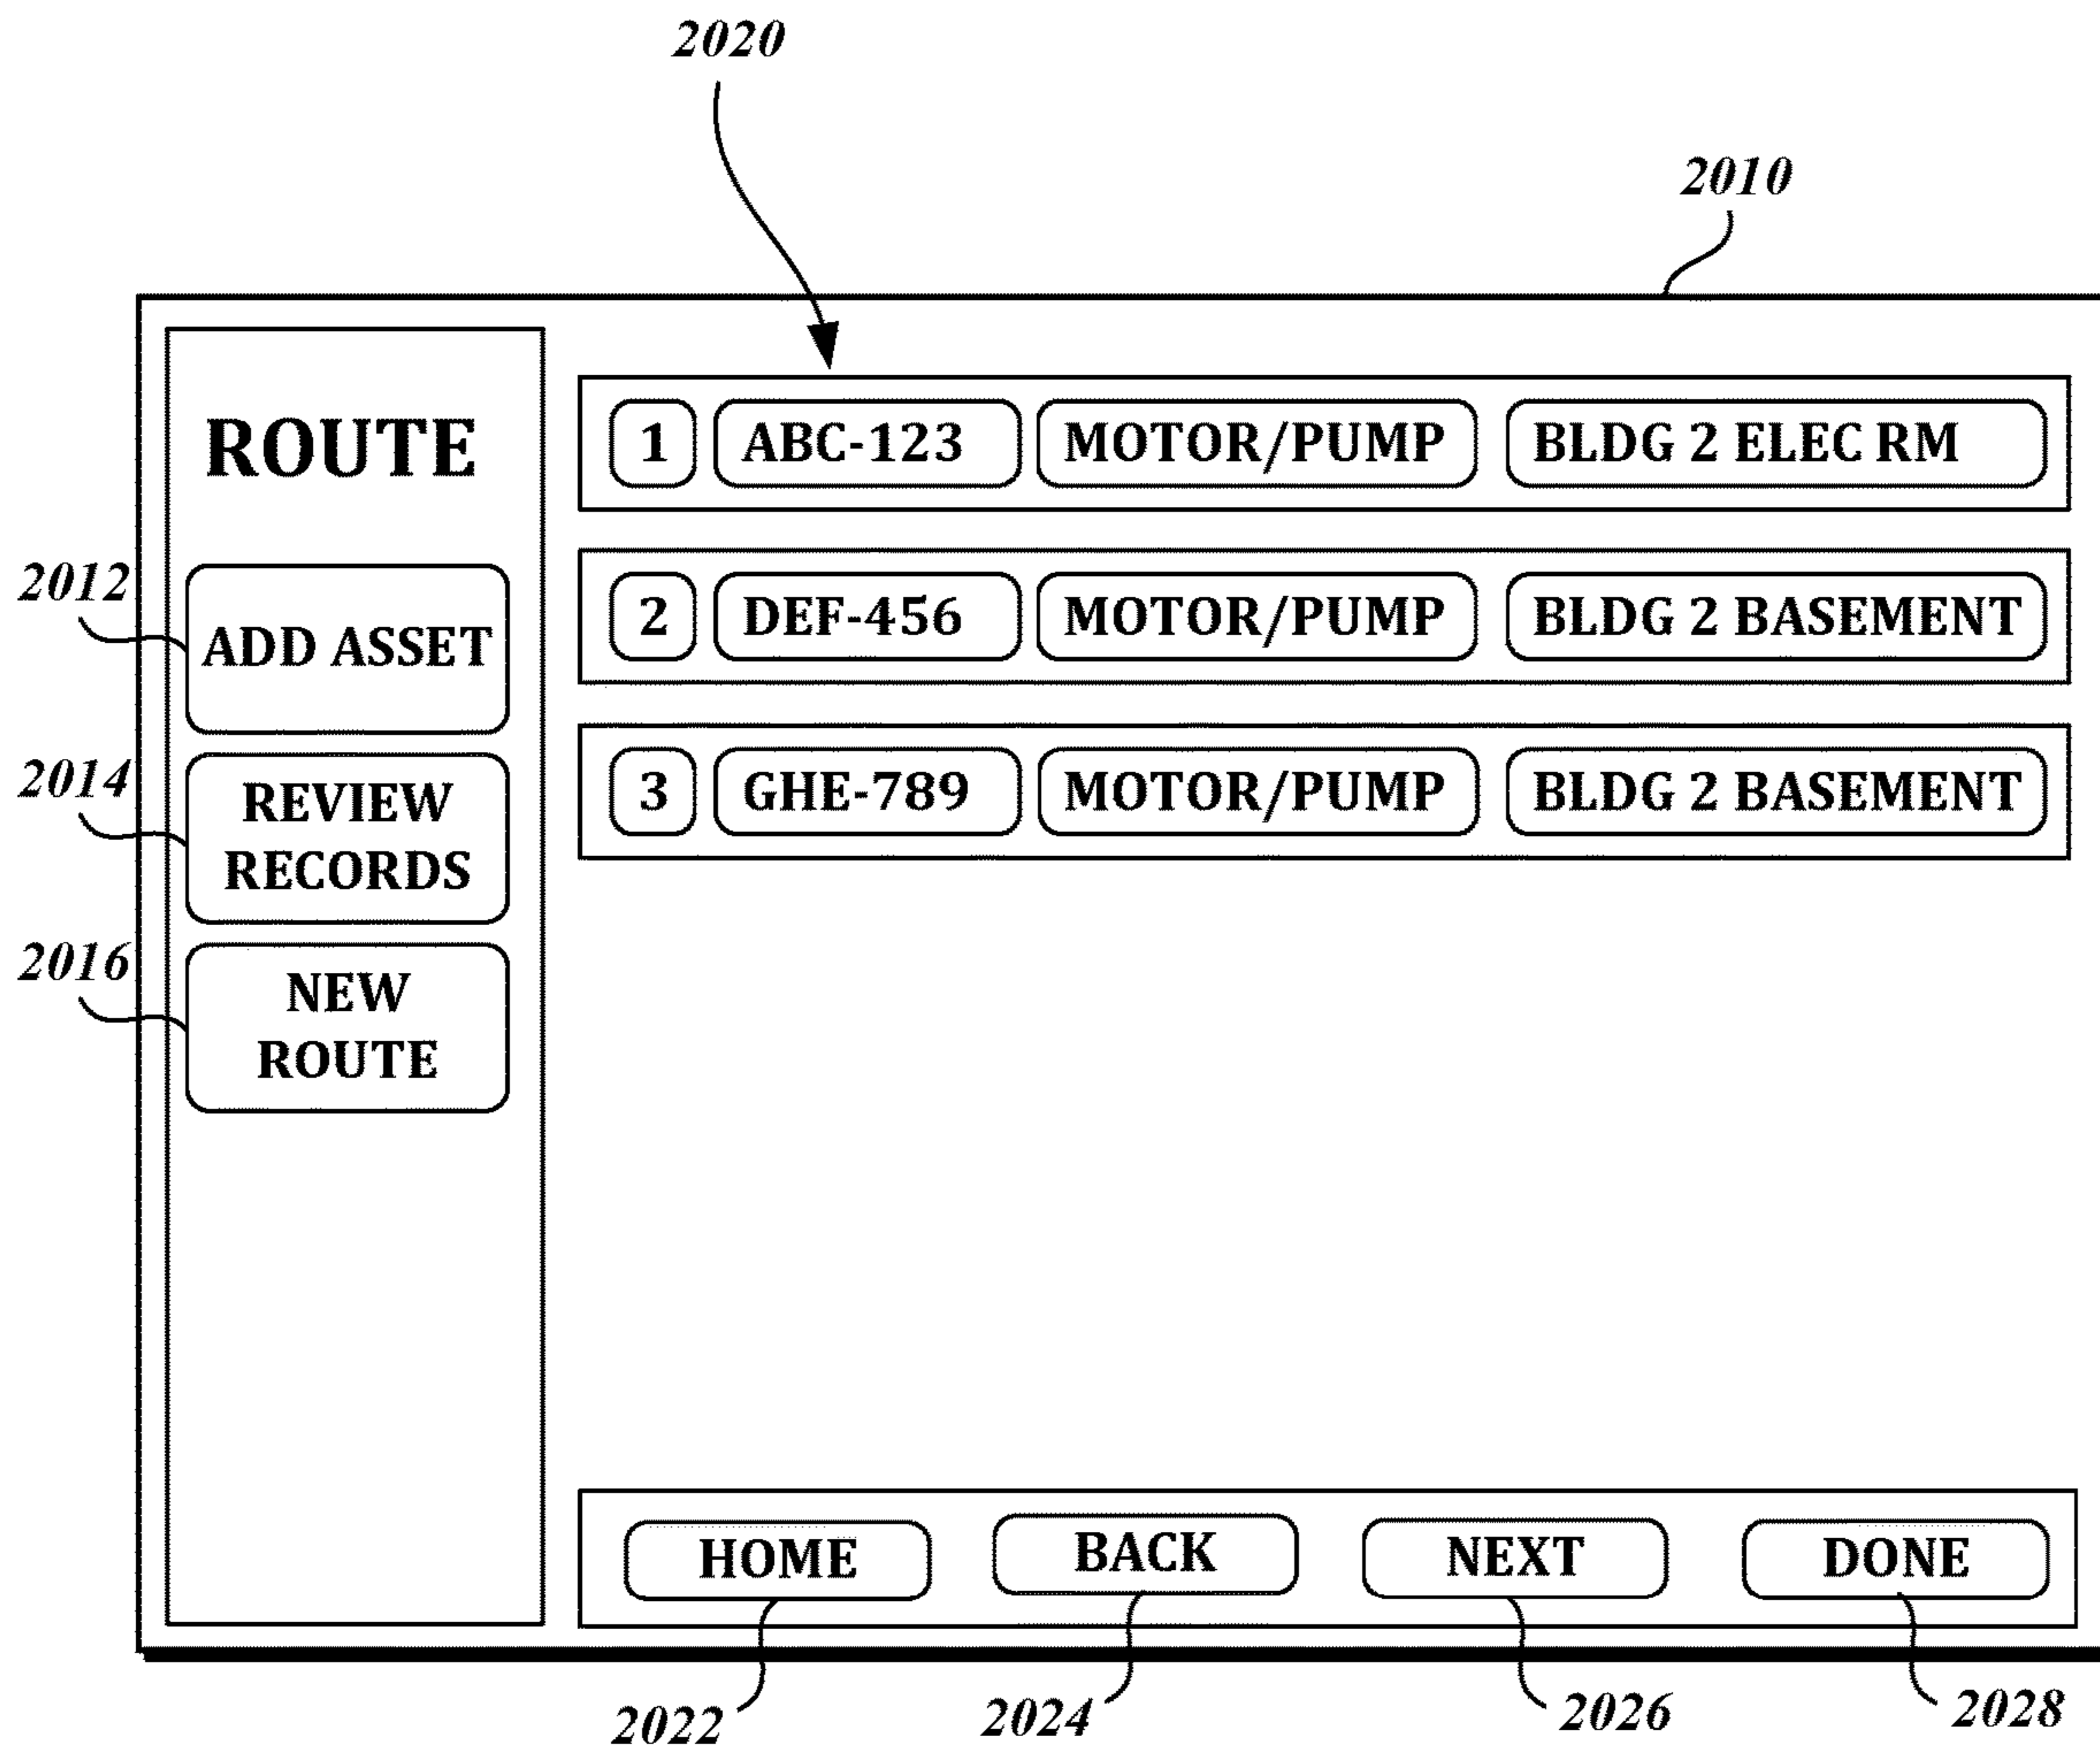 2020
2010
ROUTE
2012
ADD ASSET
2014
REVIEW
RECORDS
2016
NEW
ROUTE
1 ABC-123 MOTOR/PUMP BLDG 2 ELEC RM
2 DEF-456 MOTOR/PUMP BLDG 2 BASEMENT
3 GHE-789 MOTOR/PUMP BLDG 2 BASEMENT
HOME BACK NEXT DONE
2022 2024 2026 2028